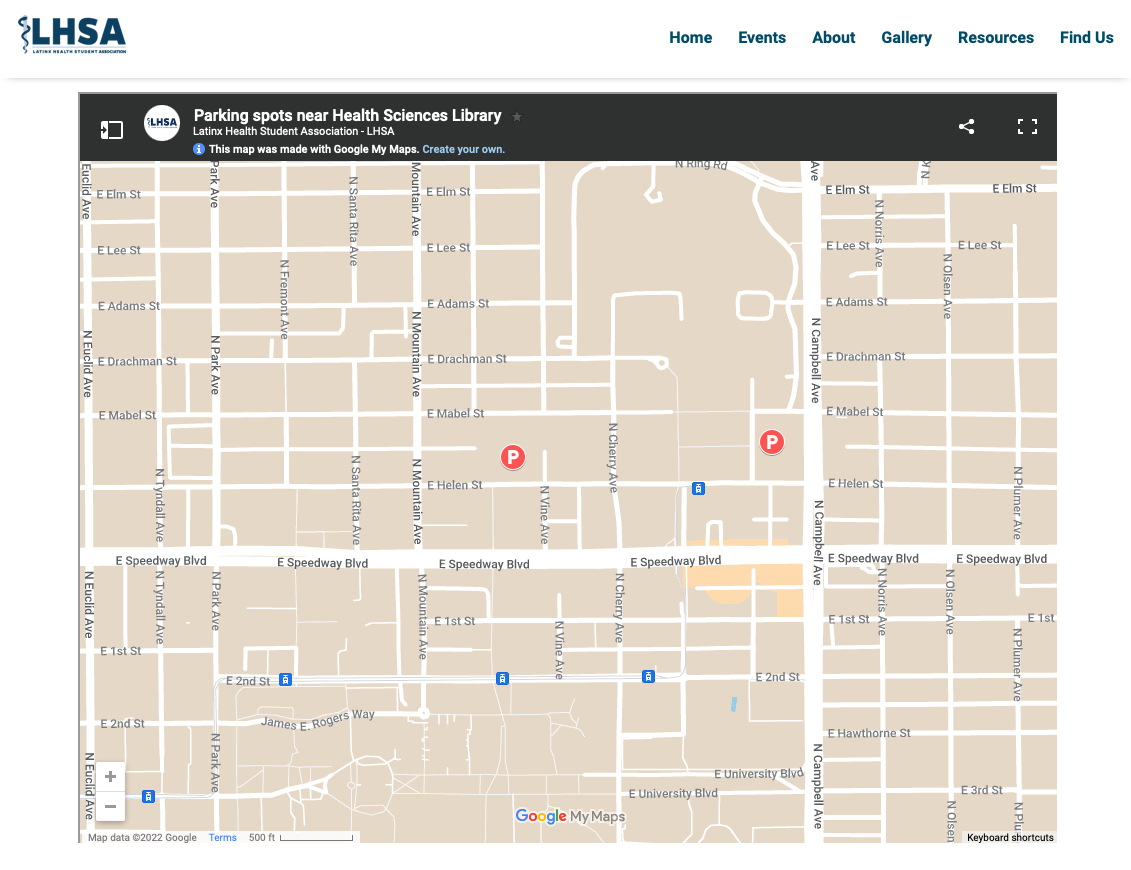 LHSA
LATINX HEALTH STUDENT ASSOCIATION
Home Events About Gallery Resources Find Us
LHSA
Parking spots near Health Sciences Library
Latinx Health Student Association - LHSA
This map was made with Google My Maps. Create your own.
N Ring Rd
Euclid Ave
Park Ave
Mountain Ave
Ave
N
E Elm St
N Santa Rita Ave
E Elm St
E Elm St
E Elm St
N Norris Ave
E Lee St
E Lee St
E Lee St
E Lee St
N Fremont Ave
N Olsen Ave
E Adams St
E Adams St
E Adams St
N Euclid Ave
N Park Ave
N Mountain Ave
N Campbell Ave
E Drachman St
E Drachman St
E Drachman St
E Mabel St
E Mabel St
E Mabel St
N Cherry Ave
P
P
N Tyndall Ave
N Santa Rita Ave
N Mountain Ave
E Helen St
N Vine Ave
E Helen St
N Plumer Ave
N Campbell Ave
E Speedway Blvd
E Speedway Blvd
E Speedway Blvd
E Speedway Blvd
E Speedway Blvd
E Speedway Blvd
N Euclid Ave
N Tyndall Ave
N Park Ave
N Mountain Ave
N Cherry Ave
N Norris Ave
N Olsen Ave
E 1st St
N Vine Ave
E 1st St
E 1st
E 1st St
N Plumer Ave
E 2nd St
E 2nd St
E 2nd St
James E. Rogers Way
N Park Ave
E Hawthorne St
N Euclid Ave
N Campbell Ave
E University Blvd
E University Blvd
E 3rd St
N Olsen
N Plu
+
−
Google My Maps
Map data ©2022 Google Terms 500 ft
Keyboard shortcuts